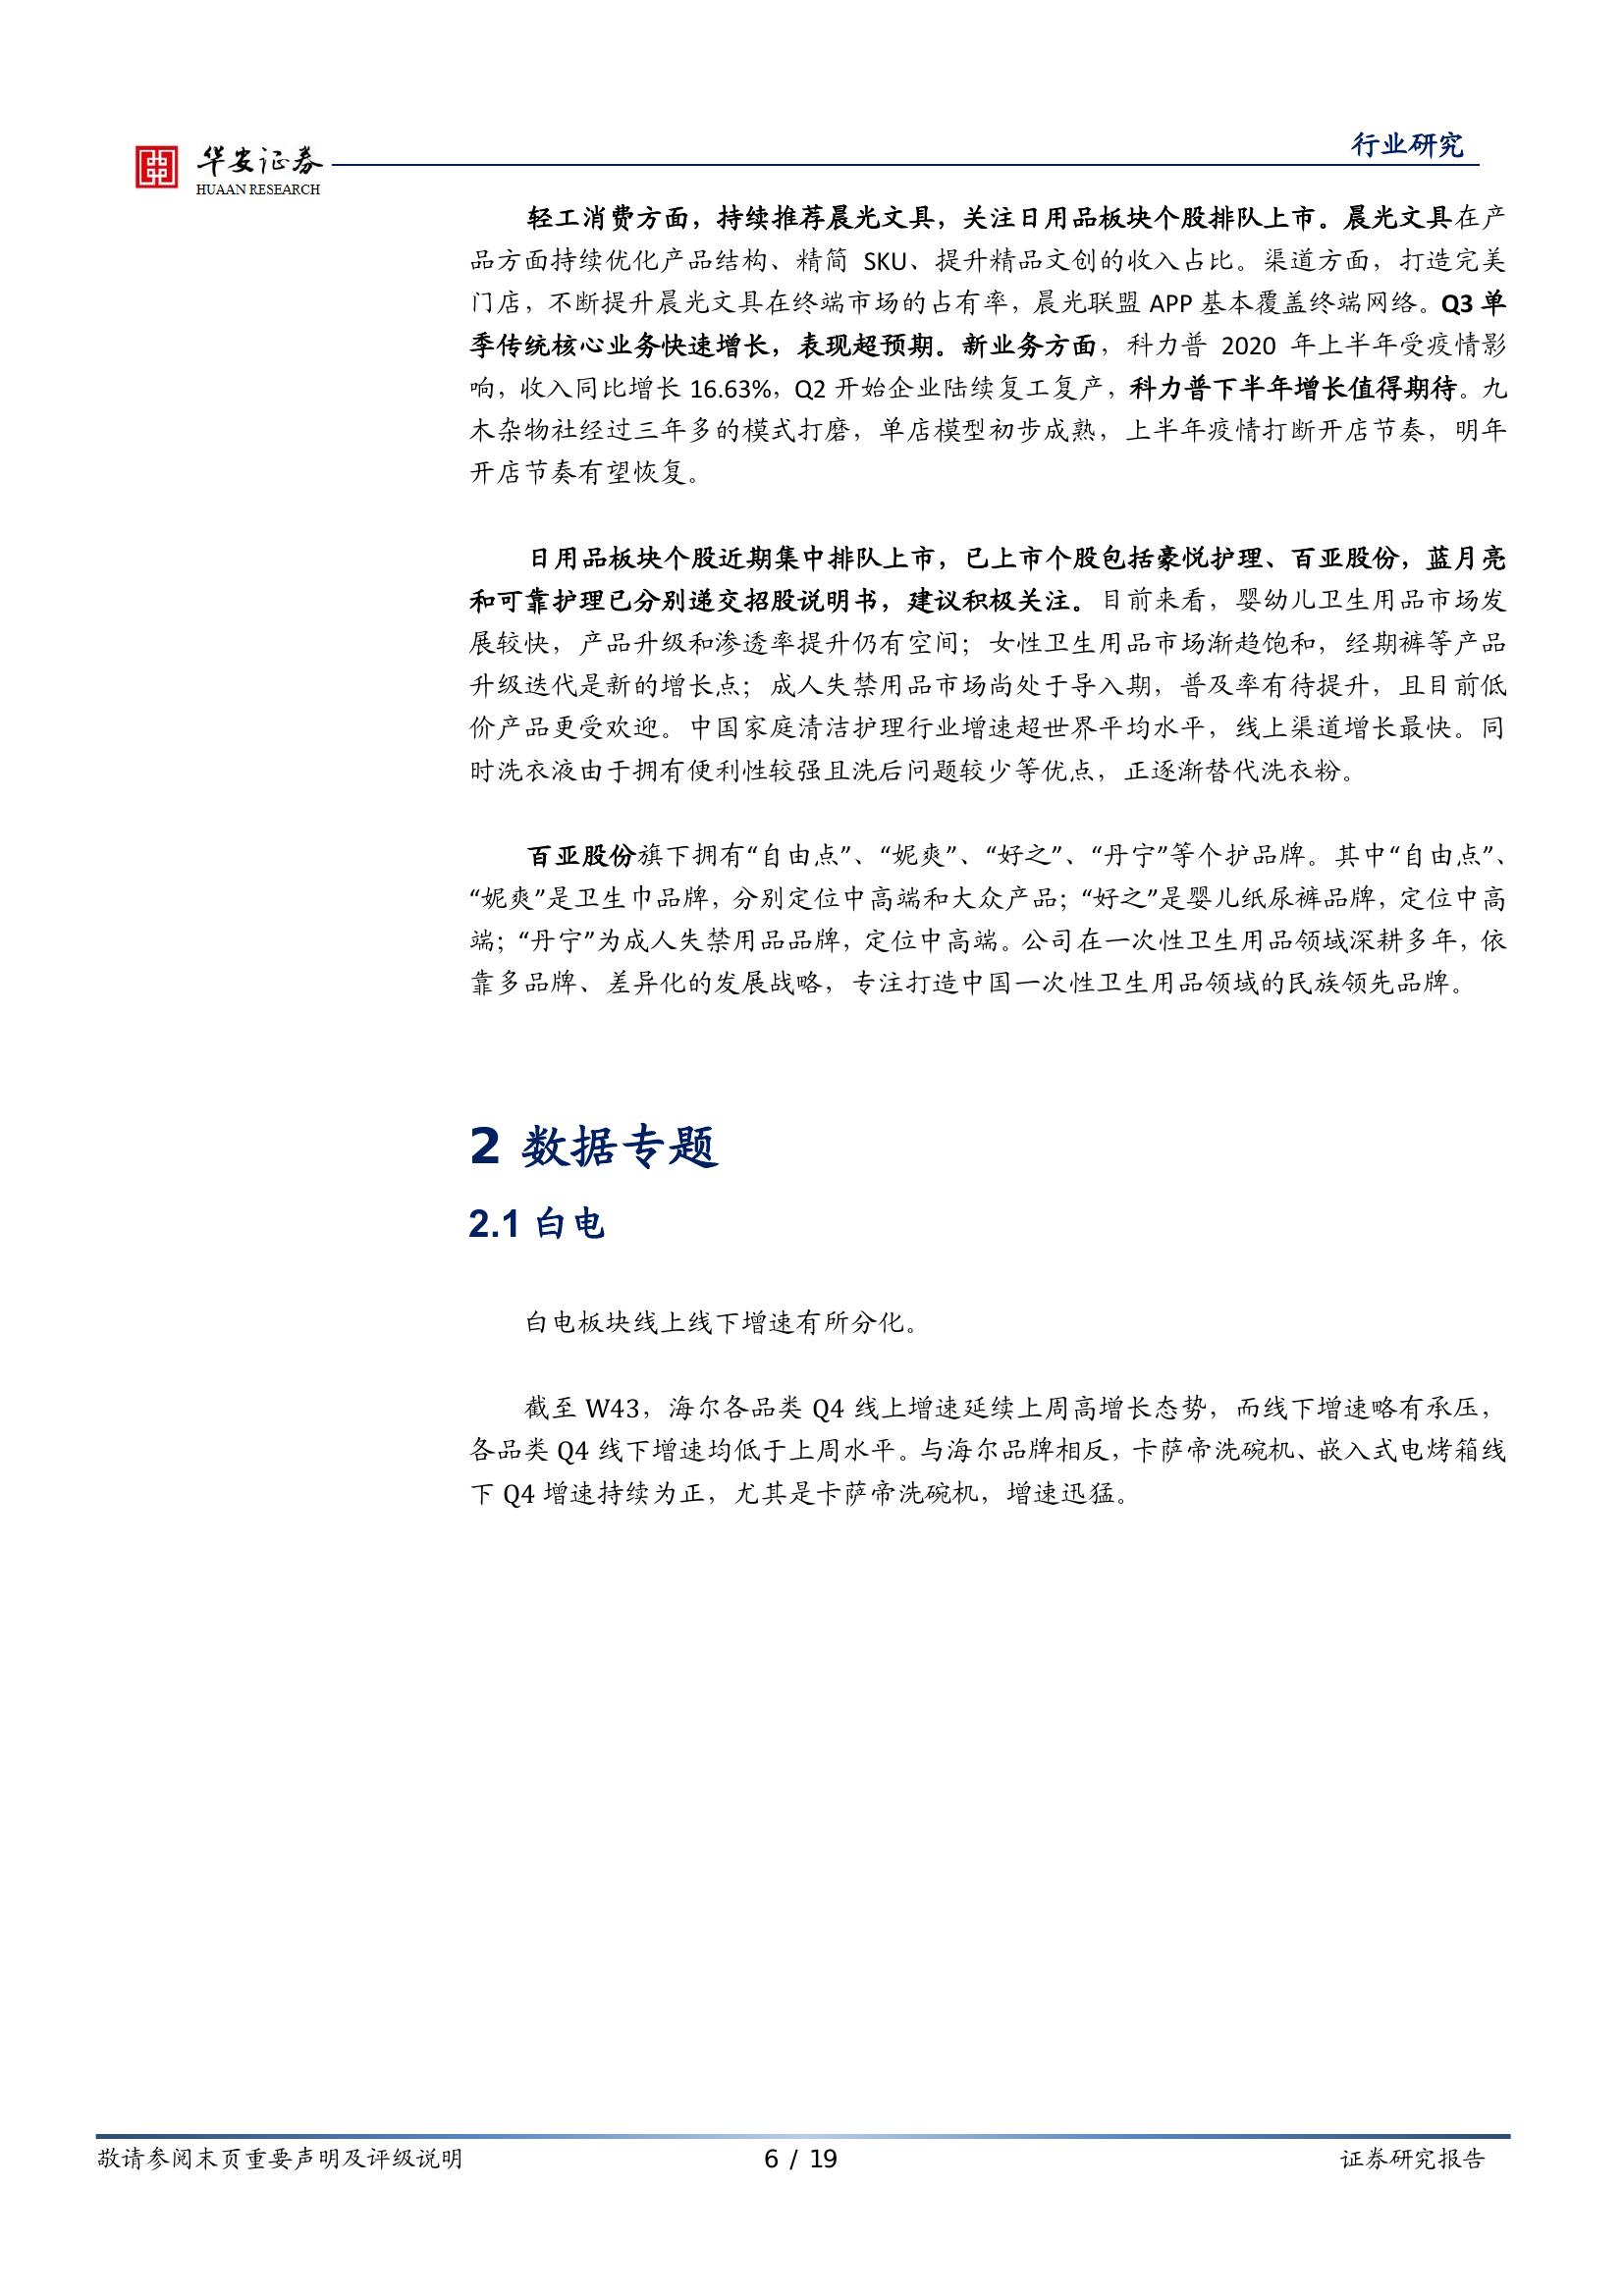 华安证券
HUAAN RESEARCH
行业研究
轻工消费方面，持续推荐晨光文具，关注日用品板块个股排队上市。晨光文具在产
品方面持续优化产品结构、精简 SKU、提升精品文创的收入占比。渠道方面，打造完美
门店，不断提升晨光文具在终端市场的占有率，晨光联盟 APP 基本覆盖终端网络。Q3 单
季传统核心业务快速增长，表现超预期。新业务方面，科力普 2020 年上半年受疫情影
响，收入同比增长 16.63%，Q2 开始企业陆续复工复产，科力普下半年增长值得期待。九
木杂物社经过三年多的模式打磨，单店模型初步成熟，上半年疫情打断开店节奏，明年
开店节奏有望恢复。
日用品板块个股近期集中排队上市，已上市个股包括豪悦护理、百亚股份，蓝月亮
和可靠护理已分别递交招股说明书，建议积极关注。目前来看，婴幼儿卫生用品市场发
展较快，产品升级和渗透率提升仍有空间；女性卫生用品市场渐趋饱和，经期裤等产品
升级迭代是新的增长点；成人失禁用品市场尚处于导入期，普及率有待提升，且目前低
价产品更受欢迎。中国家庭清洁护理行业增速超世界平均水平，线上渠道增长最快。同
时洗衣液由于拥有便利性较强且洗后问题较少等优点，正逐渐替代洗衣粉。
百亚股份旗下拥有“自由点”、“妮爽”、“好之”、“丹宁”等个护品牌。其中“自由点”、
“妮爽”是卫生巾品牌，分别定位中高端和大众产品；“好之”是婴儿纸尿裤品牌，定位中高
端；“丹宁”为成人失禁用品品牌，定位中高端。公司在一次性卫生用品领域深耕多年，依
靠多品牌、差异化的发展战略，专注打造中国一次性卫生用品领域的民族领先品牌。
2 数据专题
2.1 白电
白电板块线上线下增速有所分化。
截至 W43，海尔各品类 Q4 线上增速延续上周高增长态势，而线下增速略有承压，
各品类 Q4 线下增速均低于上周水平。与海尔品牌相反，卡萨帝洗碗机、嵌入式电烤箱线
下 Q4 增速持续为正，尤其是卡萨帝洗碗机，增速迅猛。
敬请参阅末页重要声明及评级说明
6 / 19
证券研究报告